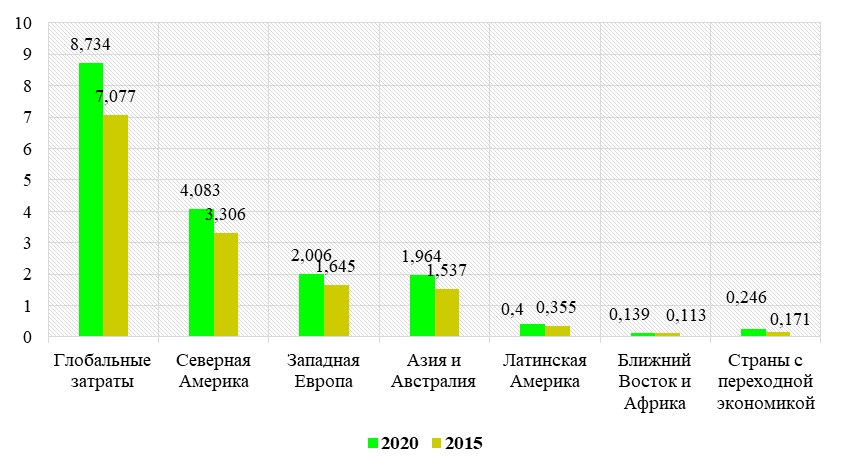 10
9
8
7
6
5
4
3
2
1
0
8,734
7,077
4,083
3,306
2,006
1,645
1,964
1,537
0,4
0,355
0,139
0,113
0,246
0,171
Глобальные
затраты
Северная
Америка
Западная
Европа
Азия и
Австралия
Латинская
Америка
Ближний
Восток и
Африка
Страны с
переходной
экономикой
2020 2015